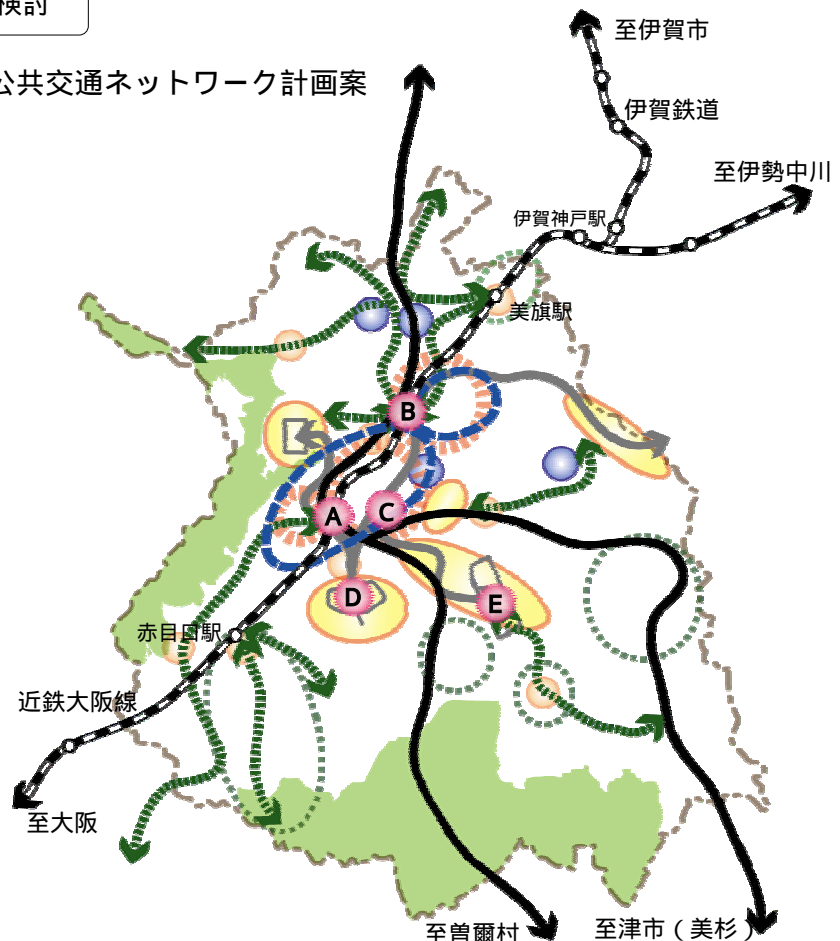 検討
公共交通ネットワーク計画案
至伊賀市
伊賀鉄道
至伊勢中川
伊賀神戸駅
美旗駅
B
A
C
D
E
赤目口駅
近鉄大阪線
至大阪
至曽爾村
至津市（美杉）